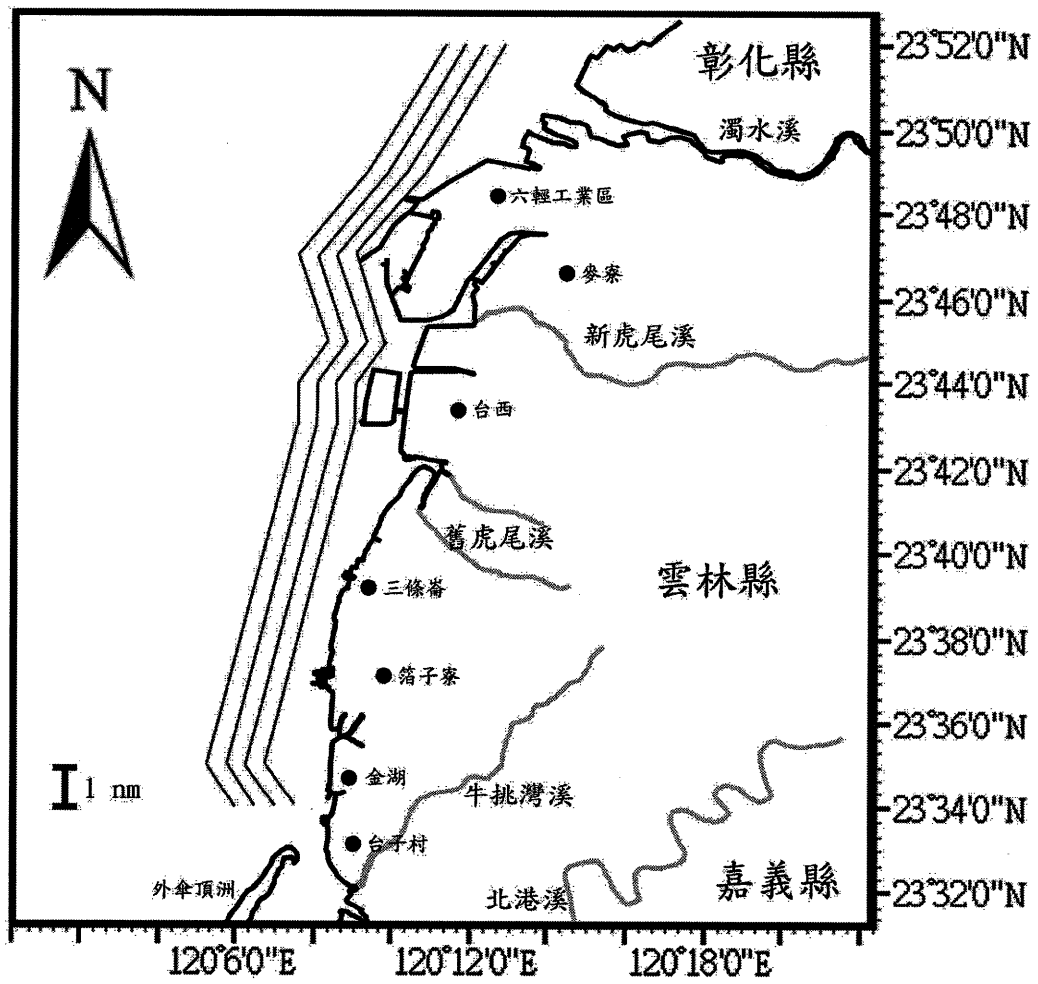 23°52'0"N
彰化縣
N
濁水溪
23°50'0"N
六輕工業區
23°48'0"N
麥寮
23°46'0"N
新虎尾溪
23°44'0"N
台西
23°42'0"N
舊虎尾溪
23°40'0"N
雲林縣
三條崙
23°38'0"N
箔子寮
23°36'0"N
金湖
1 nm
牛挑灣溪
23°34'0"N
台子村
外傘頂洲
北港溪
嘉義縣
23°32'0"N
120°6'0"E
120°12'0"E
120°18'0"E